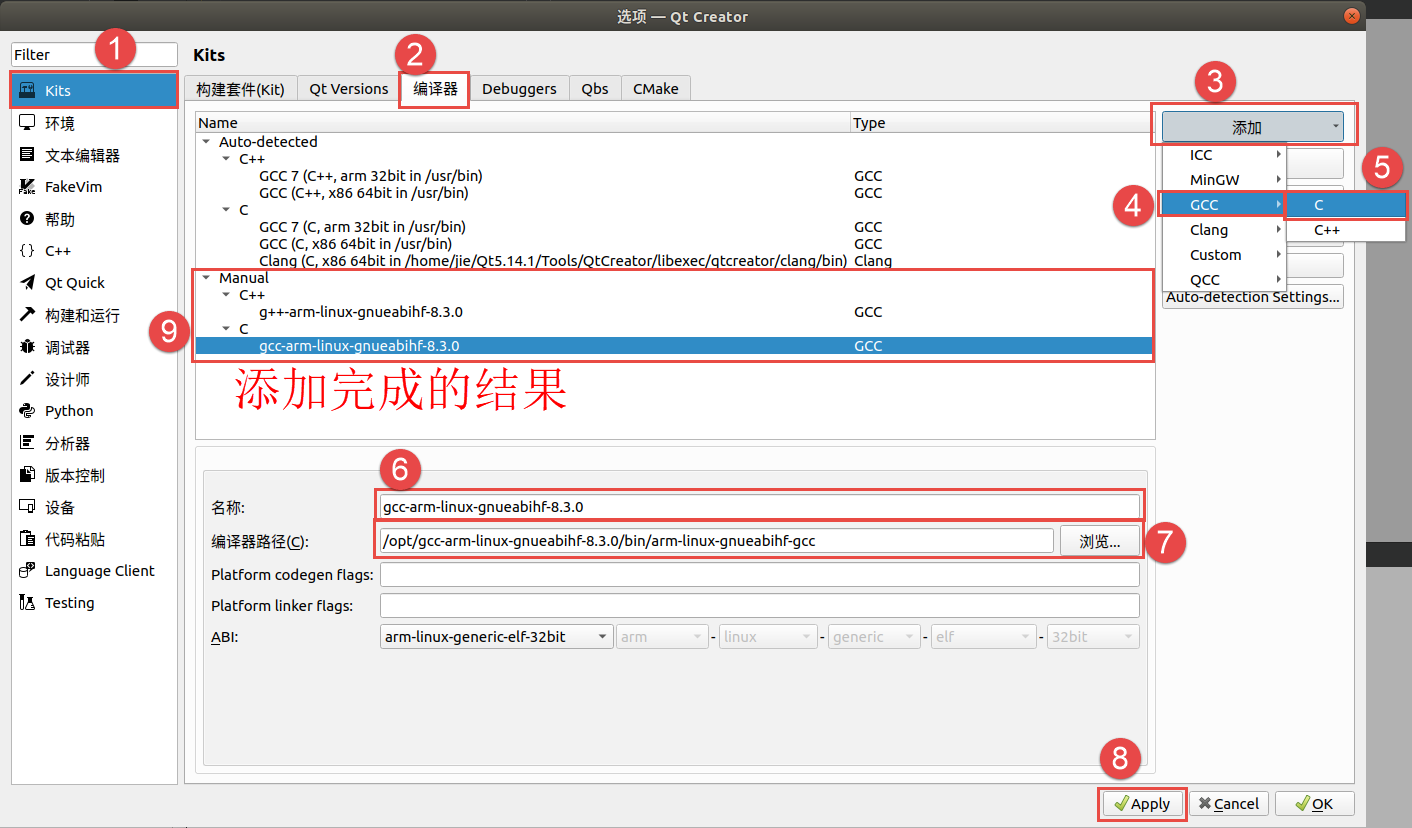 选项 — Qt Creator
Filter
1
Kits
环境
文本编辑器
FakeVim
帮助
C++
Qt Quick
构建和运行
调试器
设计师
Python
分析器
版本控制
设备
代码粘贴
Language Client
Testing
Kits
2
构建套件(Kit) Qt Versions 编译器 Debuggers Qbs CMake
Name Type
Auto-detected
C++
GCC 7 (C++, arm 32bit in /usr/bin) GCC
GCC (C++, x86 64bit in /usr/bin) GCC
C
GCC 7 (C, arm 32bit in /usr/bin) GCC
GCC (C, x86 64bit in /usr/bin) GCC
Clang (C, x86 64bit in /home/jie/Qt5.14.1/Tools/QtCreator/libexec/qtcreator/clang/bin) Clang
Manual
C++
g++-arm-linux-gnueabihf-8.3.0 GCC
C
gcc-arm-linux-gnueabihf-8.3.0 GCC
9
添加完成的结果
3
添加
ICC
MinGW
4
GCC
Clang
Custom
QCC
5
C
C++
Auto-detection Settings...
6
名称: gcc-arm-linux-gnueabihf-8.3.0
编译器路径(C): /opt/gcc-arm-linux-gnueabihf-8.3.0/bin/arm-linux-gnueabihf-gcc 浏览... 7
Platform codegen flags:
Platform linker flags:
ABI: arm-linux-generic-elf-32bit arm - linux - generic - elf - 32bit
8
Apply Cancel OK